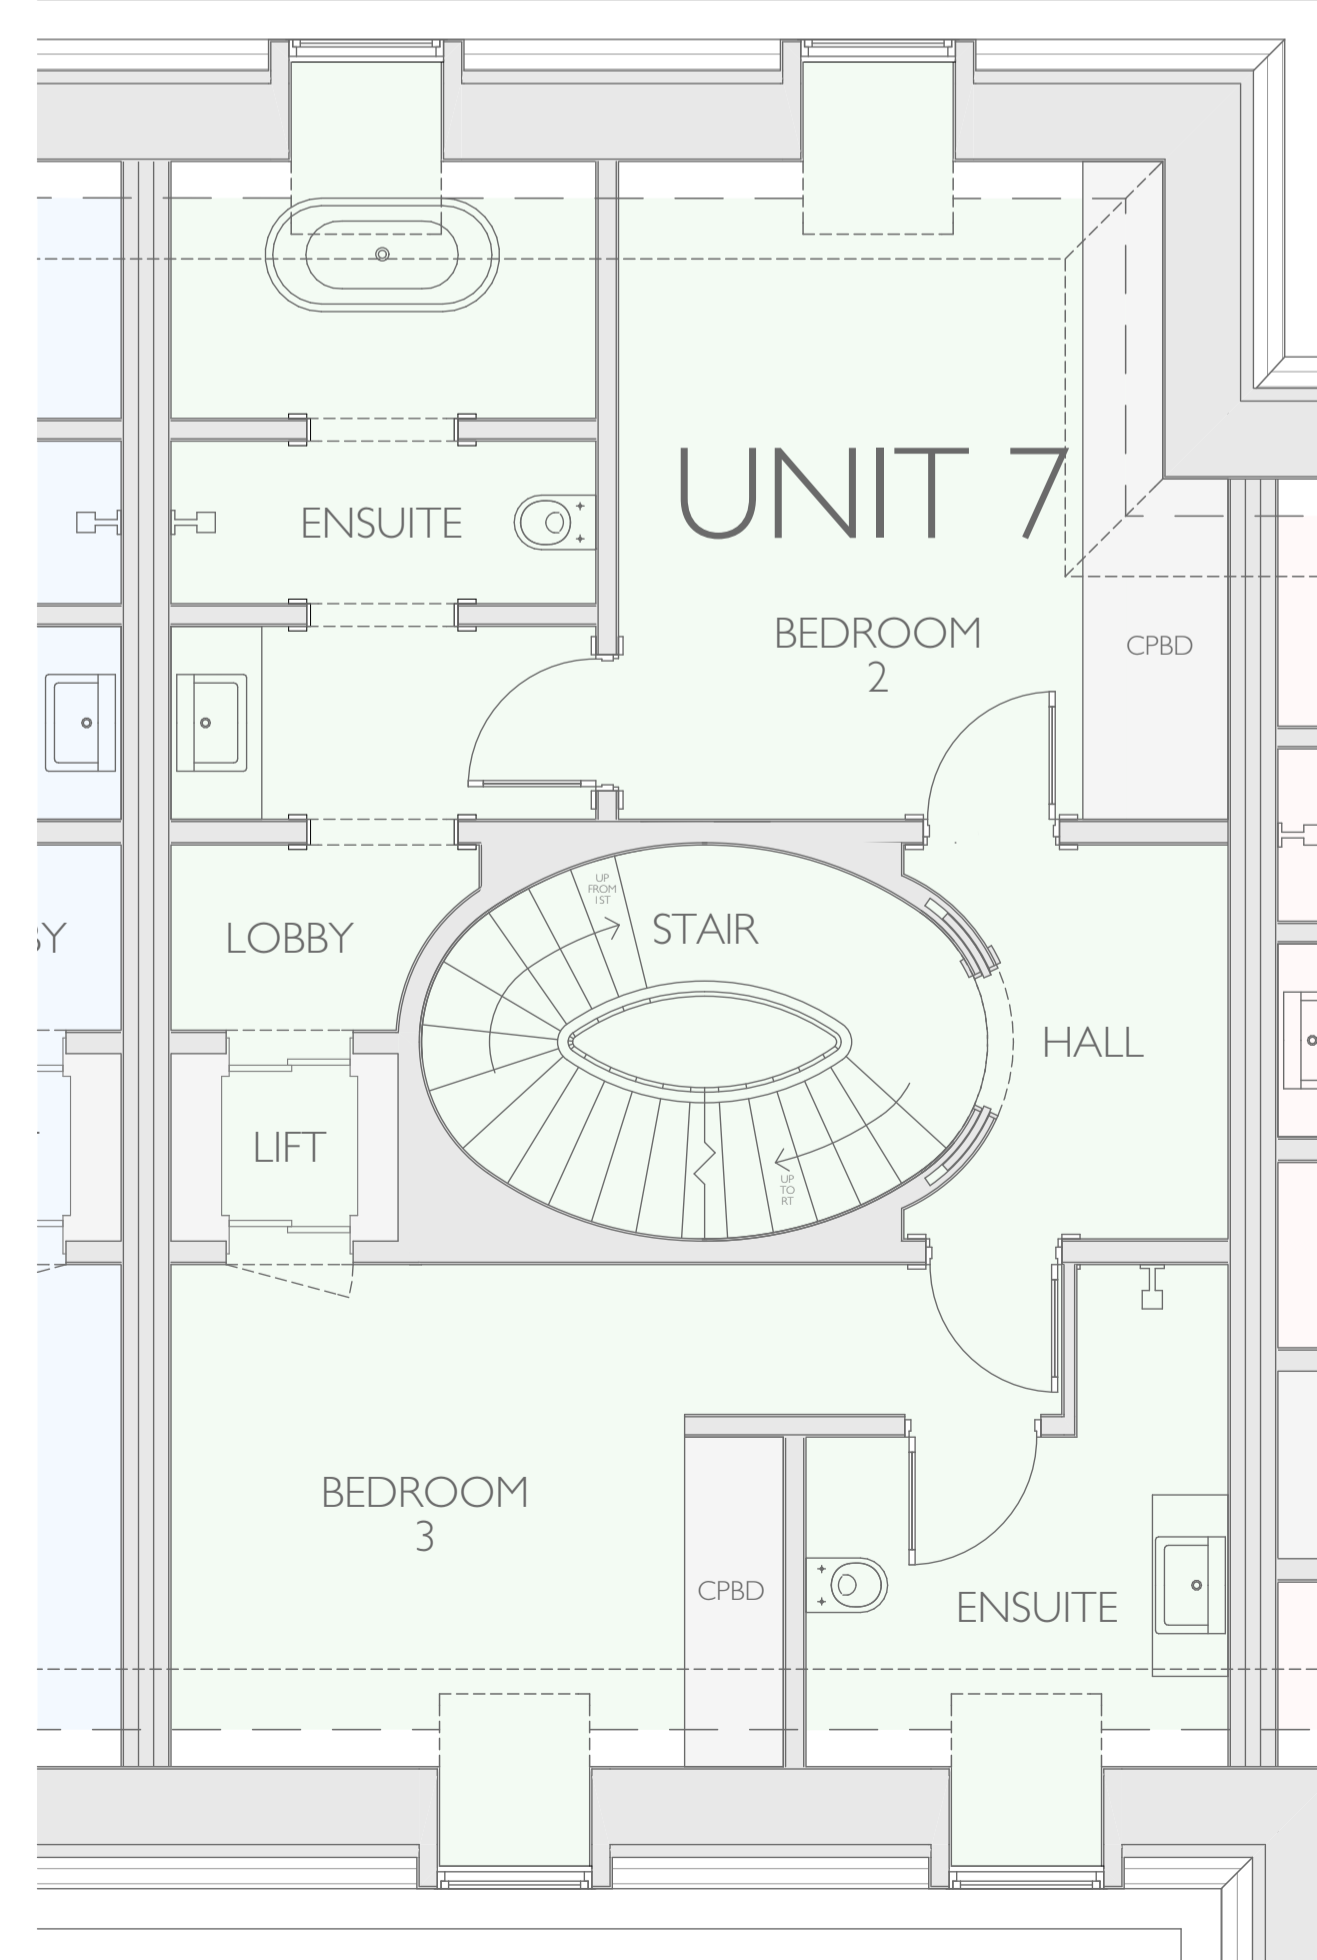 UNIT 7
ENSUITE
BEDROOM
2
CPBD
UP
FROM
1ST
STAIR
BY
LOBBY
HALL
LIFT
UP
TO
RT
BEDROOM
3
CPBD
ENSUITE